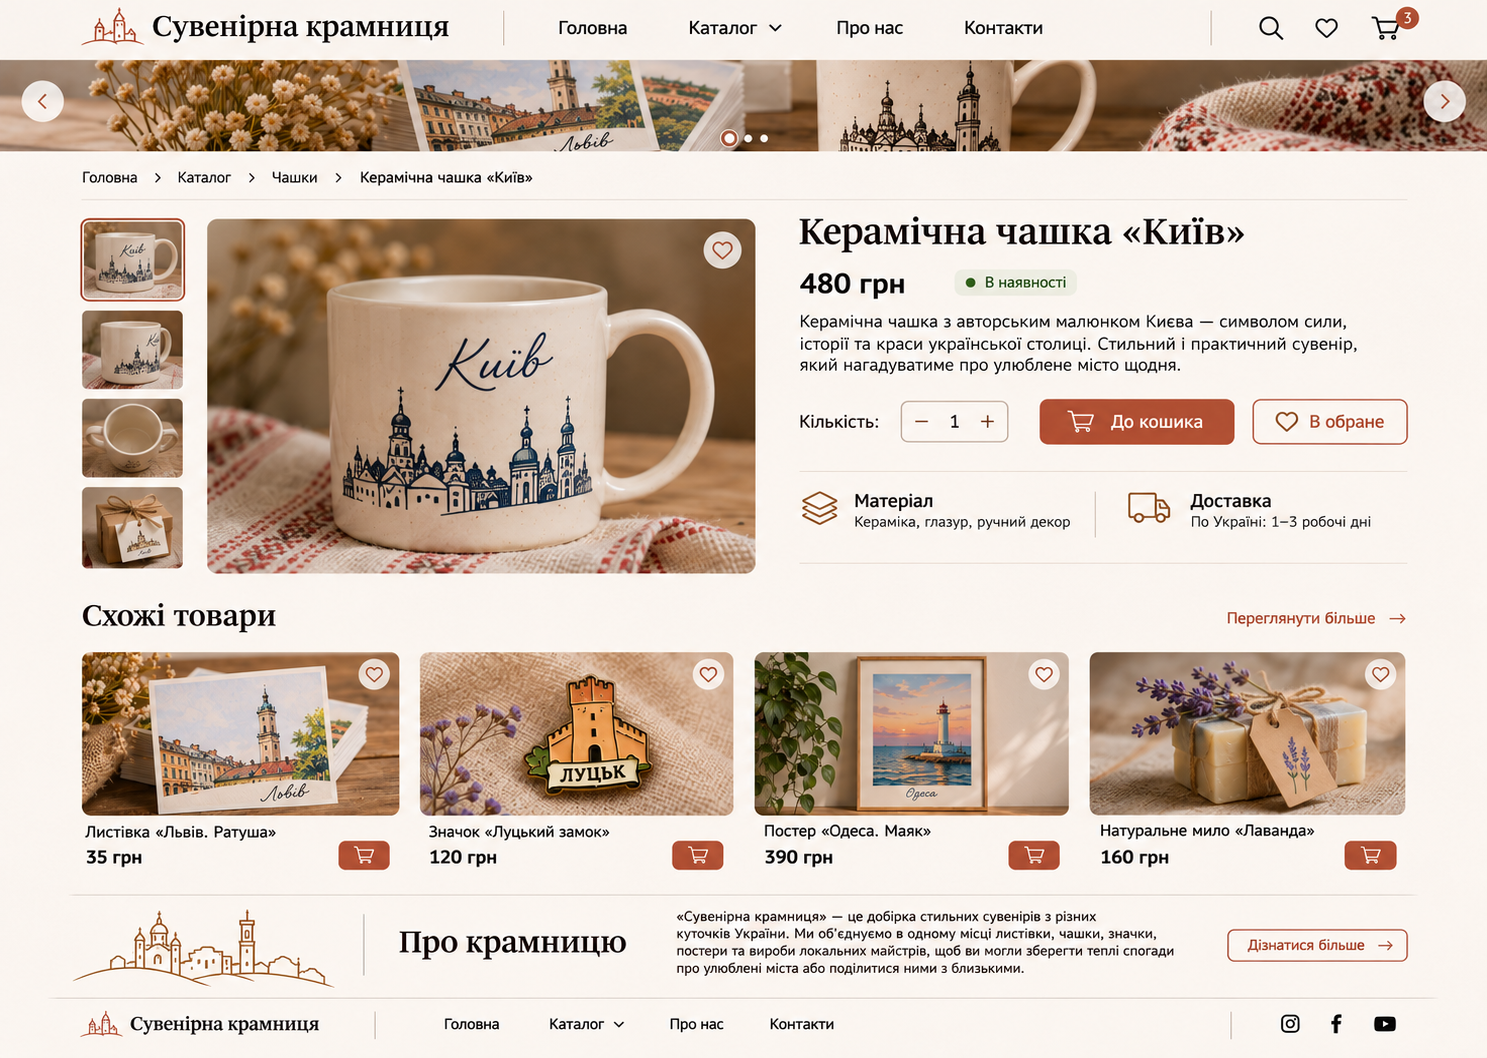 Сувенірна крамниця
Головна
Каталог
Про нас
Контакти
3
Львів
Головна > Каталог > Чашки > Керамічна чашка «Київ»
Київ
Київ
Київ
Керамічна чашка «Київ»
480 грн
В наявності
Керамічна чашка з авторським малюнком Києва — символом сили,
історії та краси української столиці. Стильний і практичний сувенір,
який нагадуватиме про улюблене місто щодня.
Кількість:
− 1 +
До кошика
В обране
Матеріал
Кераміка, глазур, ручний декор
Доставка
По Україні: 1–3 робочі дні
Схожі товари
Переглянути більше →
Львів
ЛУЦЬК
Одеса
Листівка «Львів. Ратуша»
35 грн
Значок «Луцький замок»
120 грн
Постер «Одеса. Маяк»
390 грн
Натуральне мило «Лаванда»
160 грн
Про крамницю
«Сувенірна крамниця» — це добірка стильних сувенірів з різних
куточків України. Ми об’єднуємо в одному місці листівки, чашки, значки,
постери та вироби локальних майстрів, щоб ви могли зберегти теплі спогади
про улюблені міста або поділитися ними з близькими.
Дізнатися більше →
Сувенірна крамниця
Головна
Каталог
Про нас
Контакти